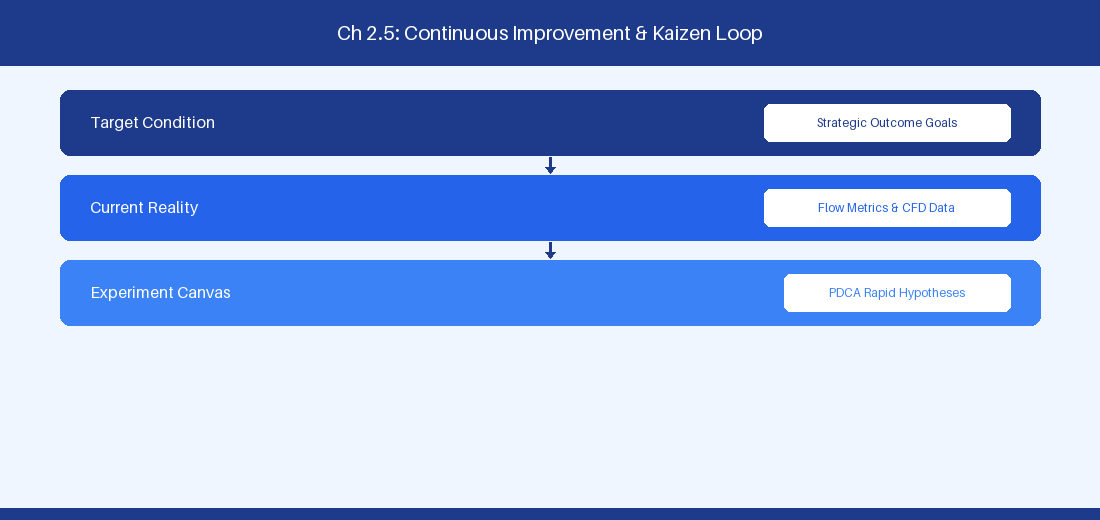 Ch 2.5: Continuous Improvement & Kaizen Loop
Target Condition
Strategic Outcome Goals
Current Reality
Flow Metrics & CFD Data
Experiment Canvas
PDCA Rapid Hypotheses